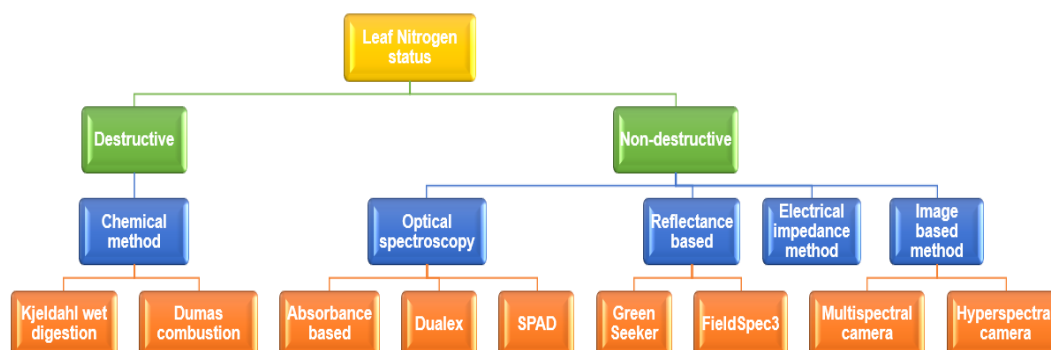 Leaf Nitrogen
status
Destructive
Non-destructive
Chemical
method
Optical
spectroscopy
Reflectance
based
Electrical
impedance
method
Image
based
method
Kjeldahl wet
digestion
Dumas
combustion
Absorbance
based
Dualex
SPAD
Green
Seeker
FieldSpec3
Multispectral
camera
Hyperspectral
camera